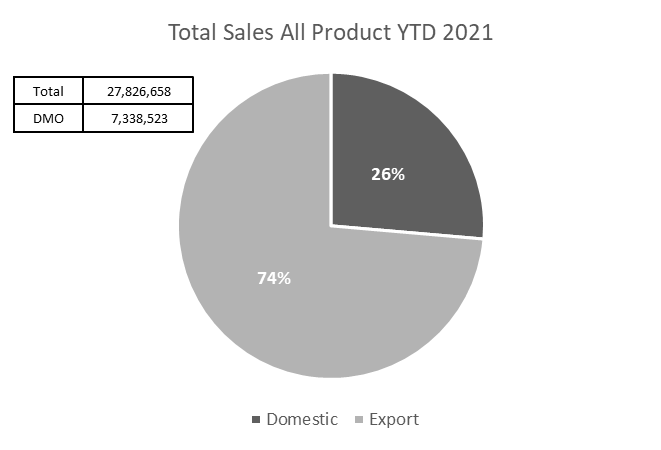 Total Sales All Product YTD 2021
Total 27,826,658
DMO 7,338,523
26%
74%
Domestic Export